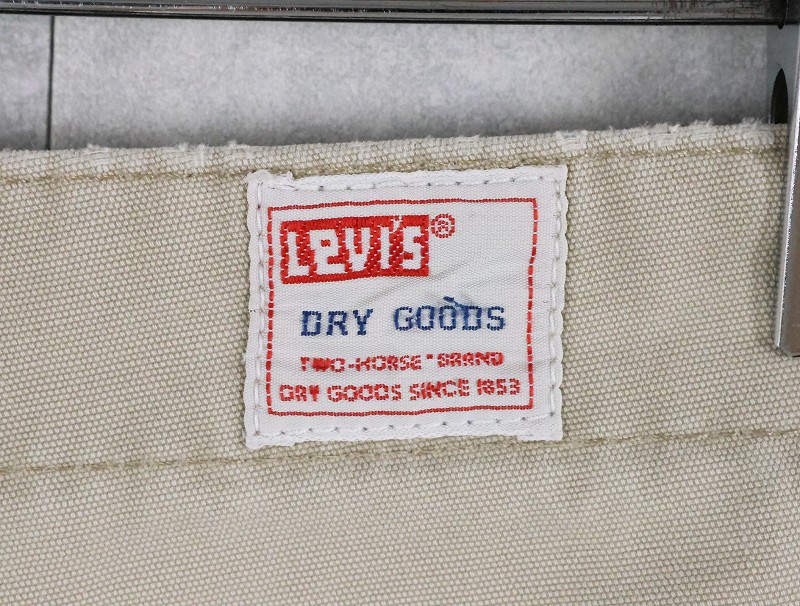 Levi's®
DRY GOODS
TWO-HORSE" BRAND
DRY GOODS SINCE 1853